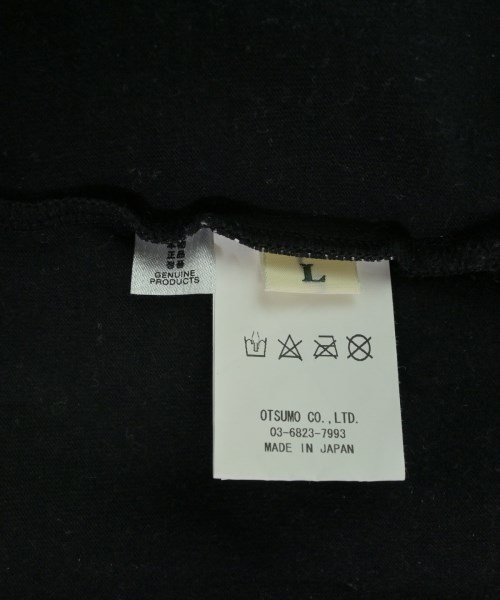 GENUINE
PRODUCTS
L
OTSUMO CO.,LTD.
03-6823-7993
MADE IN JAPAN